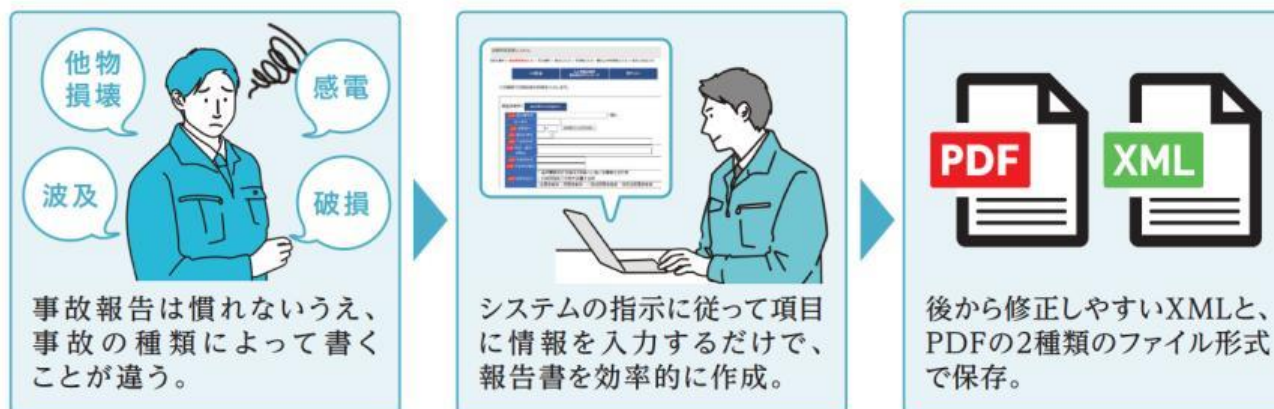 他物
損壊
感電
波及
破損
事故報告は慣れないうえ、
事故の種類によって書く
ことが違う。
システムの指示に従って項目
に情報を入力するだけで、
報告書を効率的に作成。
PDF
XML
後から修正しやすいXMLと、
PDFの2種類のファイル形式
で保存。